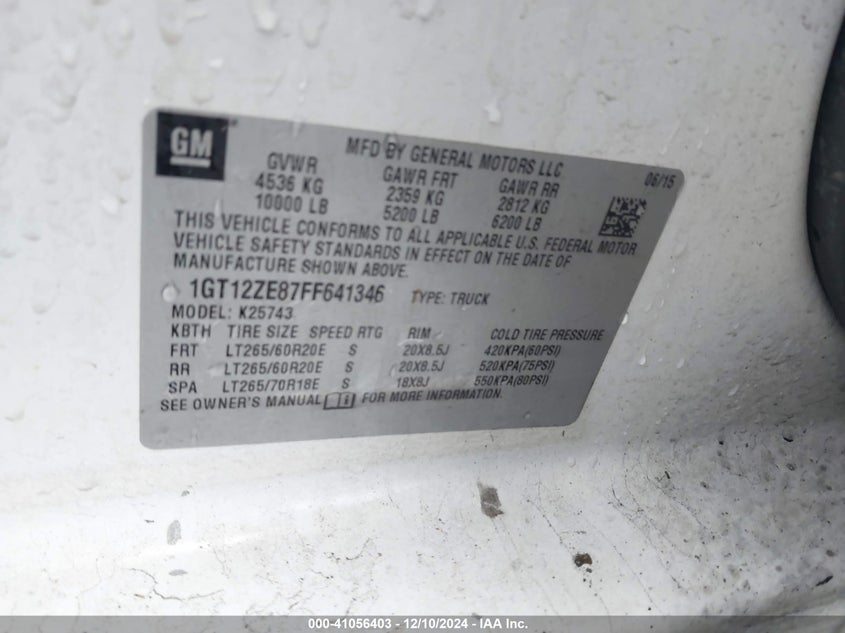 GM
MFD BY GENERAL MOTORS LLC
06/15
GVWR GAWR FRT GAWR RR
4536 KG 2359 KG 2812 KG
10000 LB 5200 LB 6200 LB
THIS VEHICLE CONFORMS TO ALL APPLICABLE U.S. FEDERAL MOTOR
VEHICLE SAFETY STANDARDS IN EFFECT ON THE DATE OF
MANUFACTURE SHOWN ABOVE.
1GT12ZE87FF641346 TYPE: TRUCK
MODEL: K25743
KBTH TIRE SIZE SPEED RTG RIM COLD TIRE PRESSURE
FRT LT265/60R20E S 20X8.5J 420KPA(60PSI)
RR LT265/60R20E S 20X8.5J 520KPA(75PSI)
SPA LT265/70R18E S 18X8J 550KPA(80PSI)
SEE OWNER'S MANUAL FOR MORE INFORMATION.
000-41056403 - 12/10/2024 - IAA Inc.